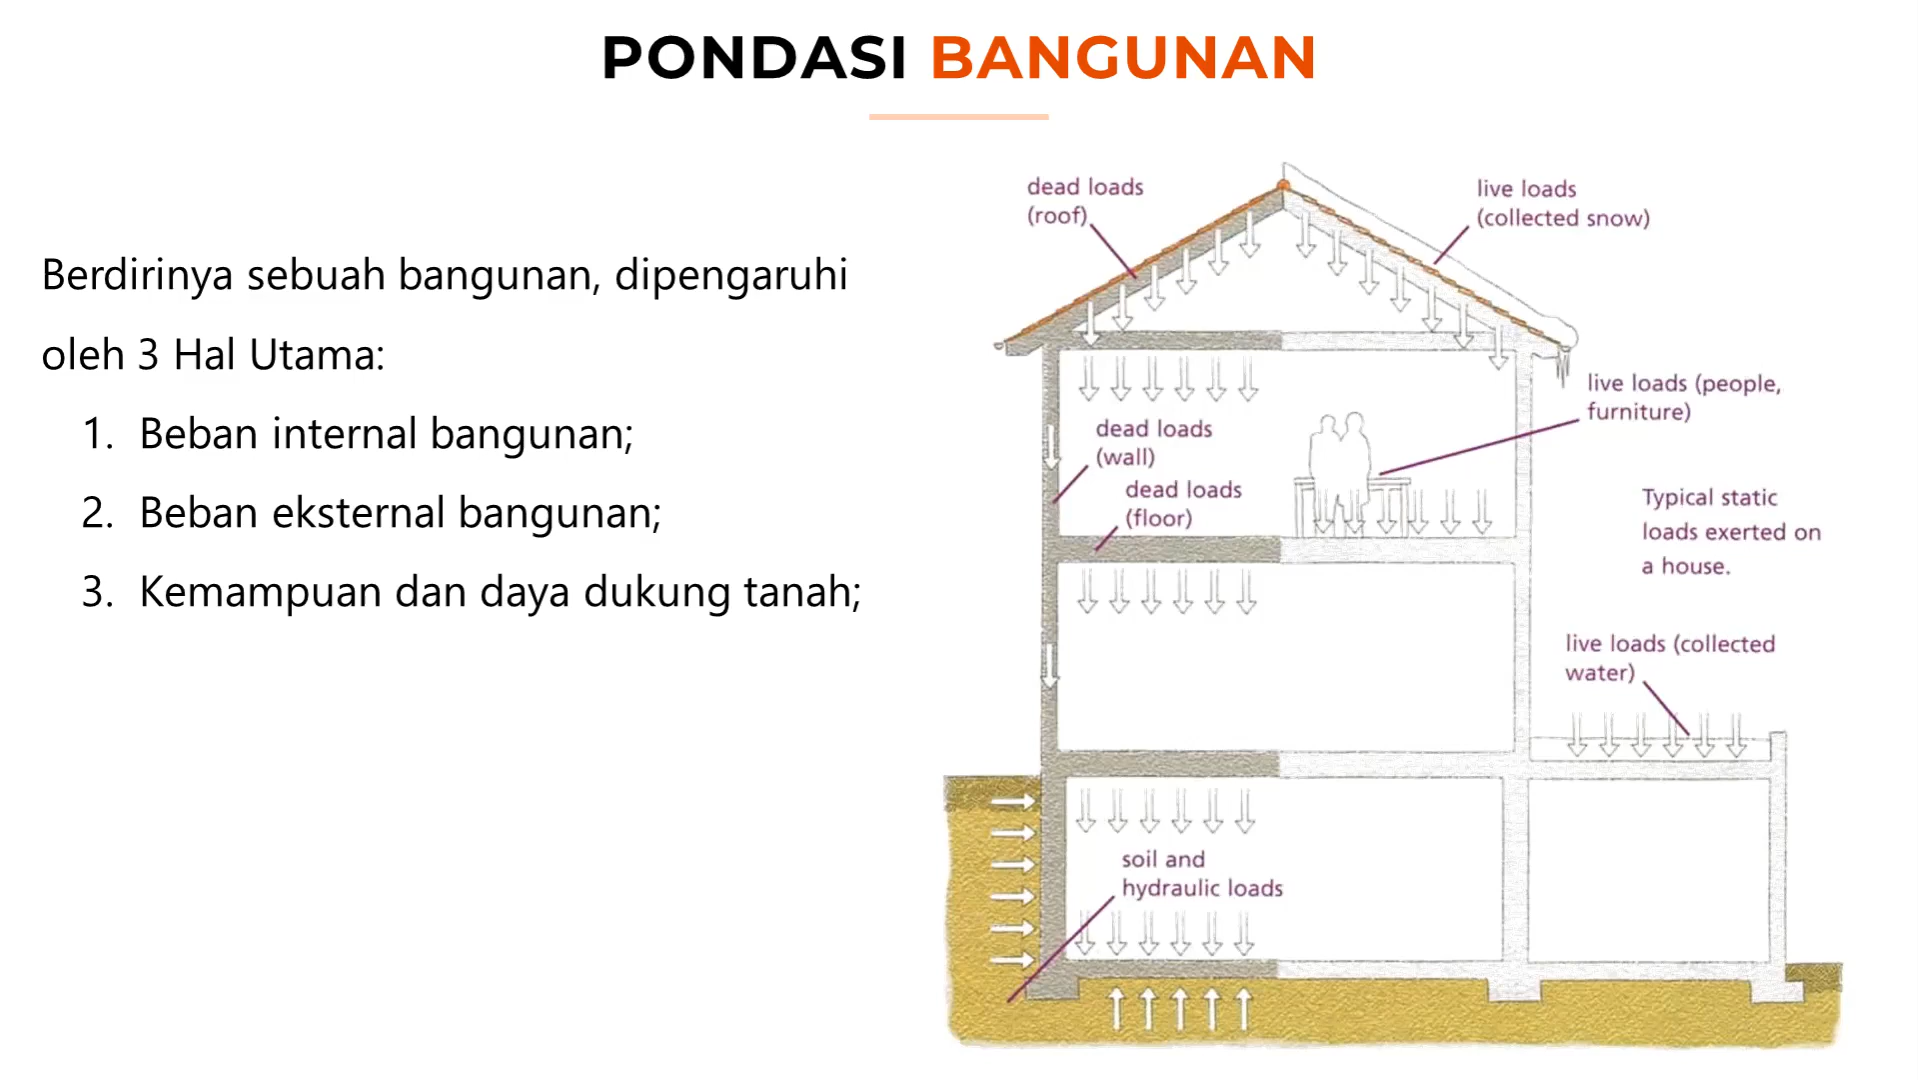 PONDASI BANGUNAN
Berdirinya sebuah bangunan, dipengaruhi
oleh 3 Hal Utama:
1. Beban internal bangunan;
2. Beban eksternal bangunan;
3. Kemampuan dan daya dukung tanah;
dead loads
(roof)
live loads
(collected snow)
live loads (people,
furniture)
dead loads
(wall)
dead loads
(floor)
Typical static
loads exerted on
a house.
live loads (collected
water)
soil and
hydraulic loads